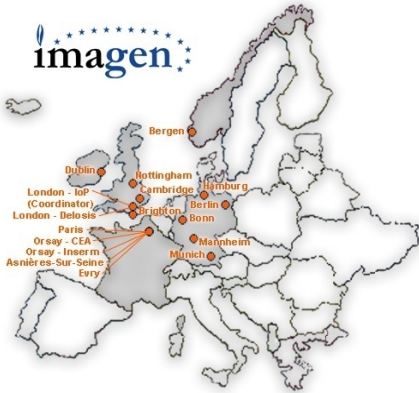 imagen
Bergen
Dublin
Nottingham
Cambridge
London - IoP
(Coordinator)
London - Delosis
Brighton
Hamburg
Berlin
Bonn
Paris
Orsay - CEA
Orsay - Inserm
Asnières-Sur-Seine
Evry
Mannheim
Munich